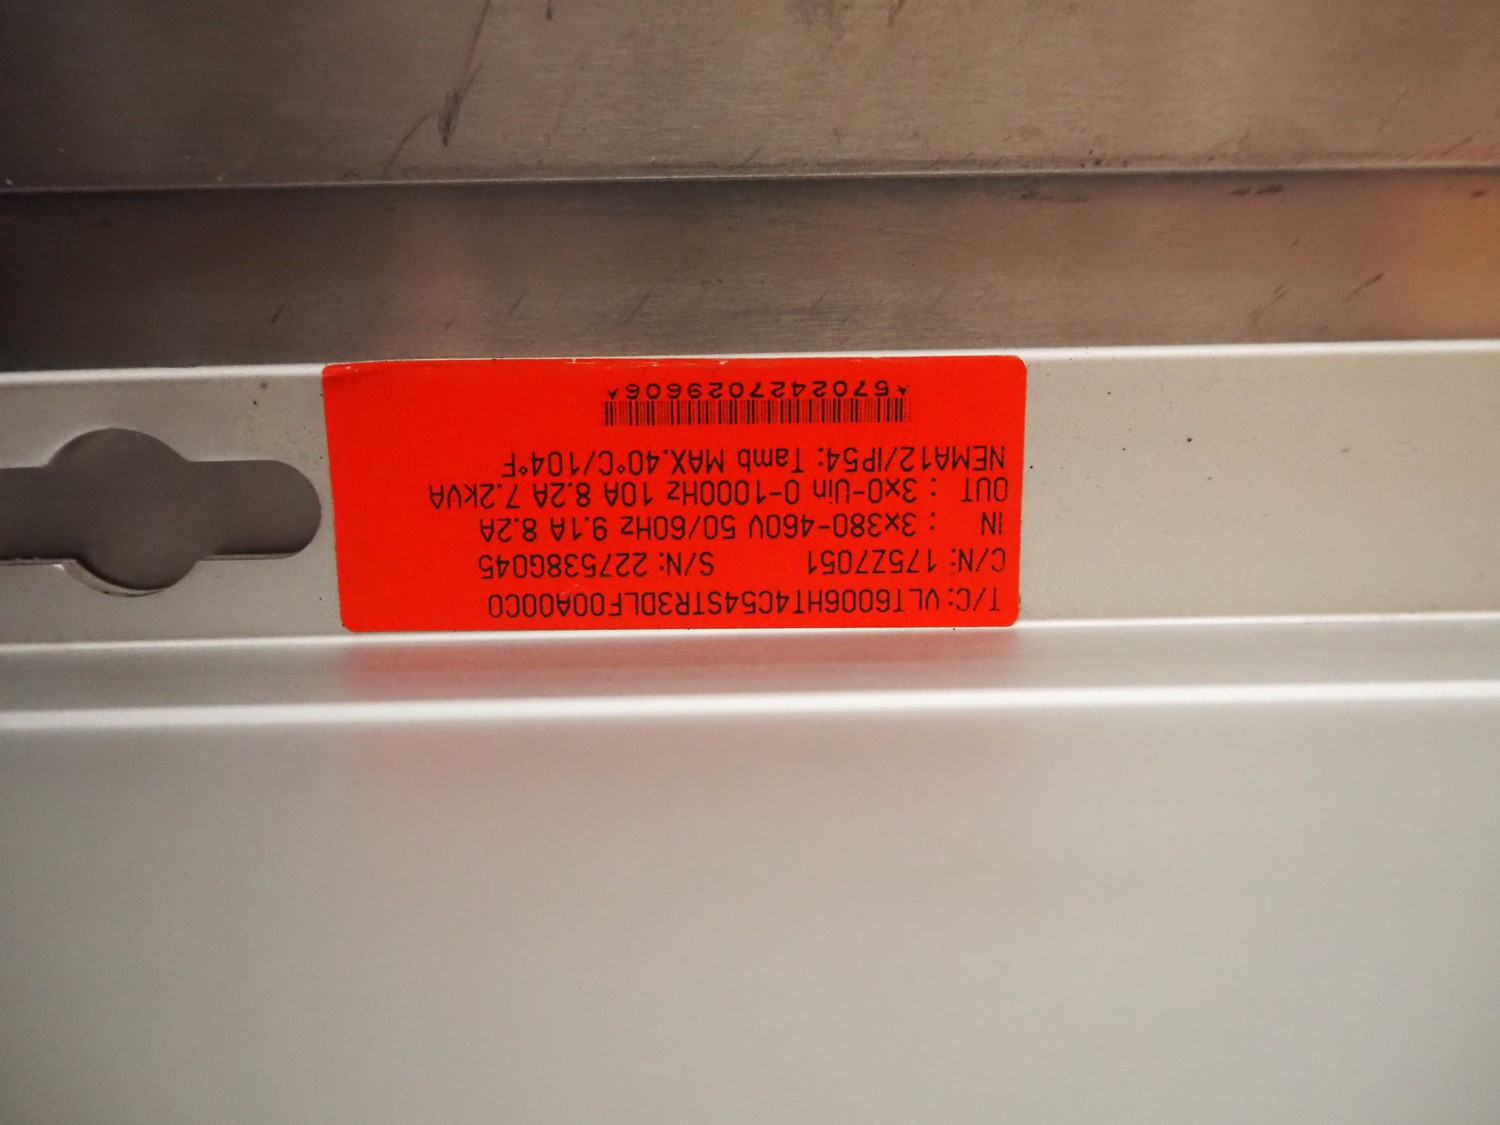 T/C: VLT6006HT4C54STR3DLF00A00C0
C/N: 175Z7051 S/N: 227538G045
IN : 3x380-460V 50/60Hz 9.1A 8.2A
OUT : 3x0-Uin 0-1000Hz 10A 8.2A 7.2kVA
NEMA12/IP54: Tamb MAX.40°C/104°F
*5702427029606*